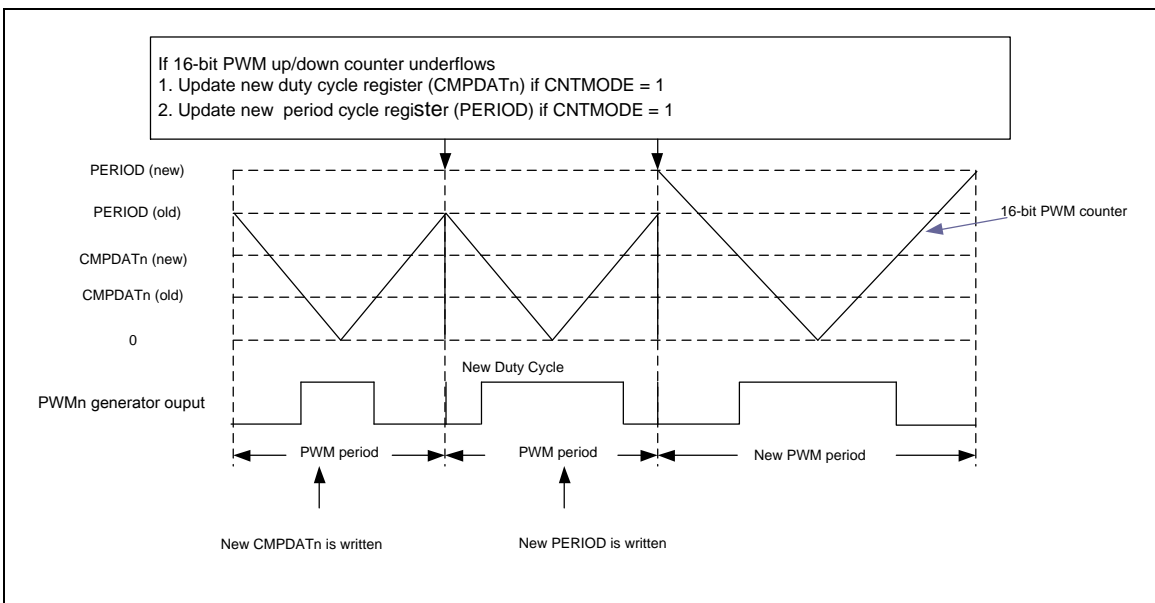 If 16-bit PWM up/down counter underflows
1. Update new duty cycle register (CMPDATn) if CNTMODE = 1
2. Update new  period cycle register (PERIOD) if CNTMODE = 1
PERIOD (new)
PERIOD (old)
16-bit PWM counter
CMPDATn (new)
CMPDATn (old)
0
New Duty Cycle
PWMn generator ouput
PWM period
PWM period
New PWM period
New CMPDATn is written
New PERIOD is written